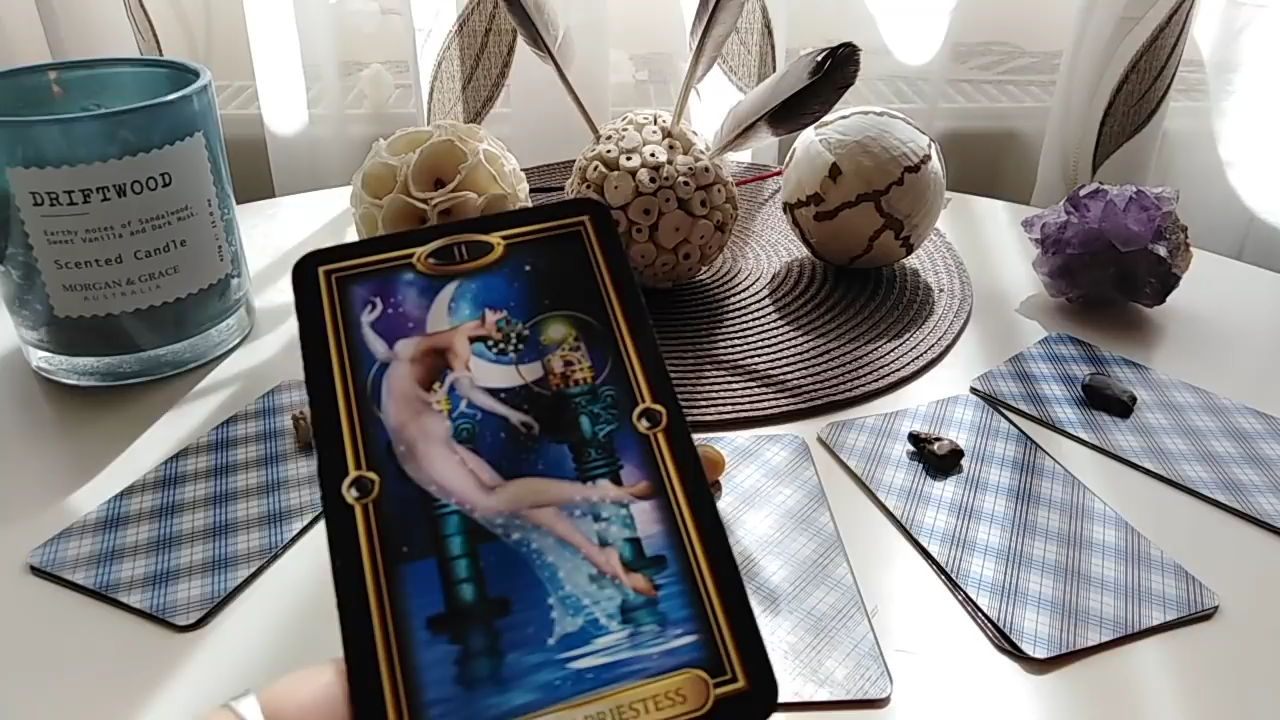 DRIFTWOOD
Earthy notes of Sandalwood,
Sweet Vanilla and Dark Musk.
Scented Candle
MORGAN & GRACE
AUSTRALIA
II
PRIESTESS